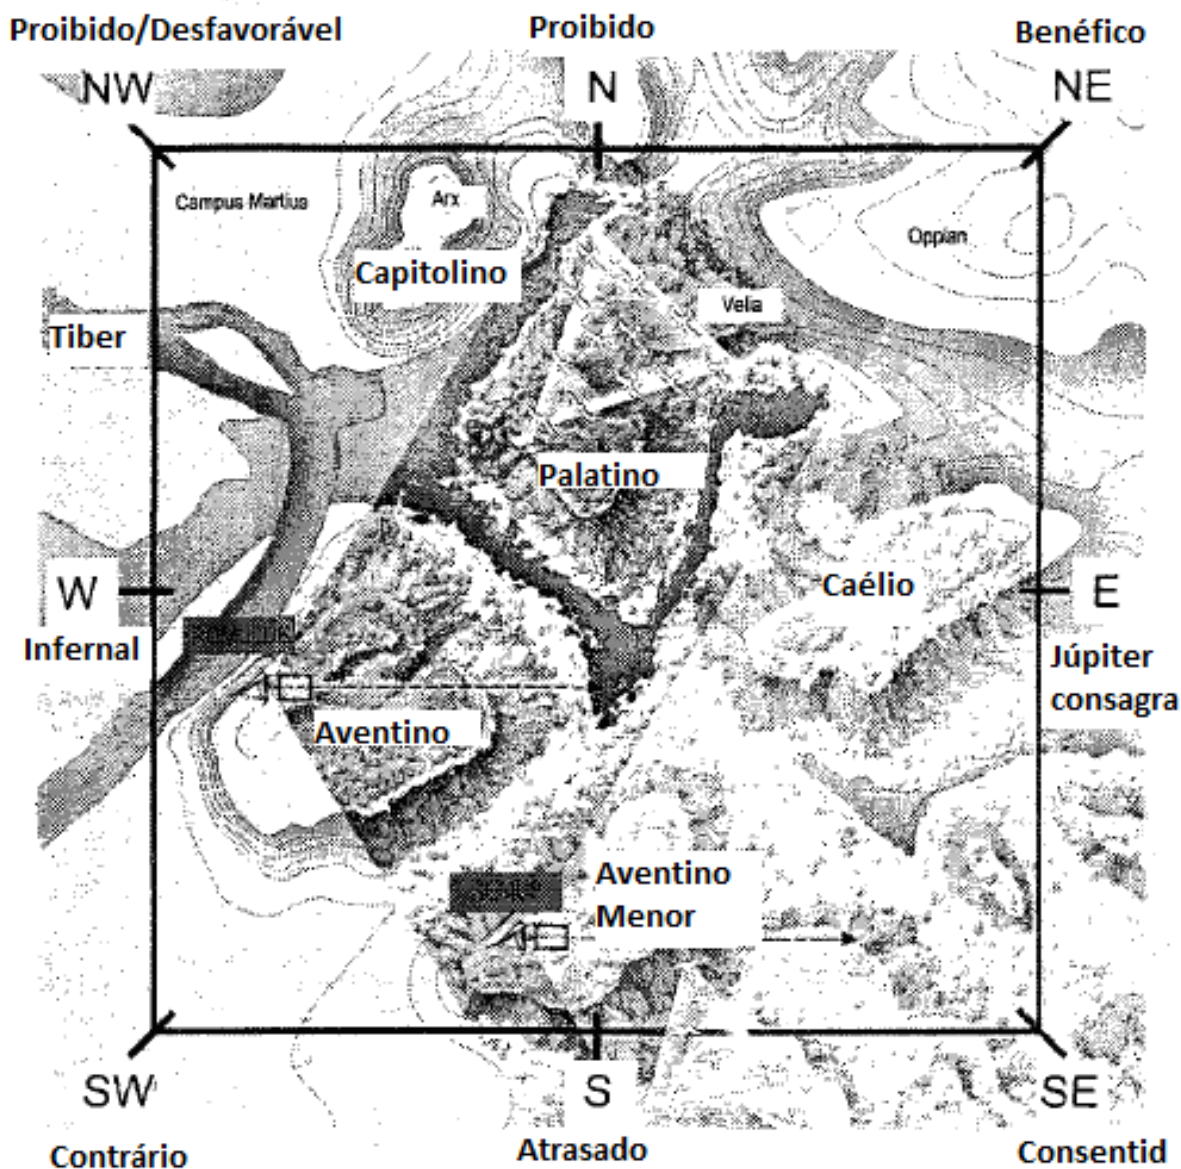 Proibido/Desfavorável
Proibido
Benéfico
NW
N
NE
Campus Martius
Arx
Oppian
Capitolino
Velia
Tiber
Palatino
W
Caélio
E
Infernal
Júpiter
consagra
Aventino
Aventino
Menor
SW
S
SE
Contrário
Atrasado
Consentid